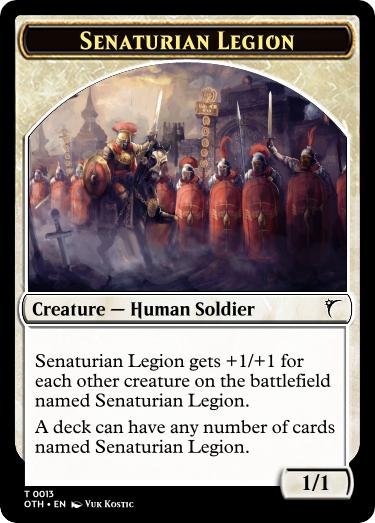 Senaturian Legion
Creature — Human Soldier
Senaturian Legion gets +1/+1 for
each other creature on the battlefield
named Senaturian Legion.
A deck can have any number of cards
named Senaturian Legion.
1/1
T 0013
OTH • EN Vuk Kostic